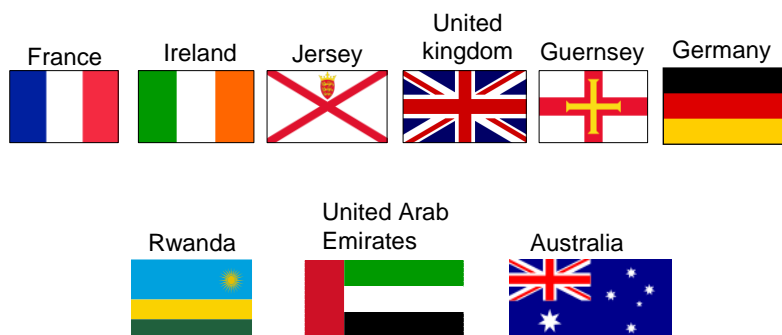 France
Ireland
Jersey
United
kingdom
Guernsey
Germany
Rwanda
United Arab
Emirates
Australia